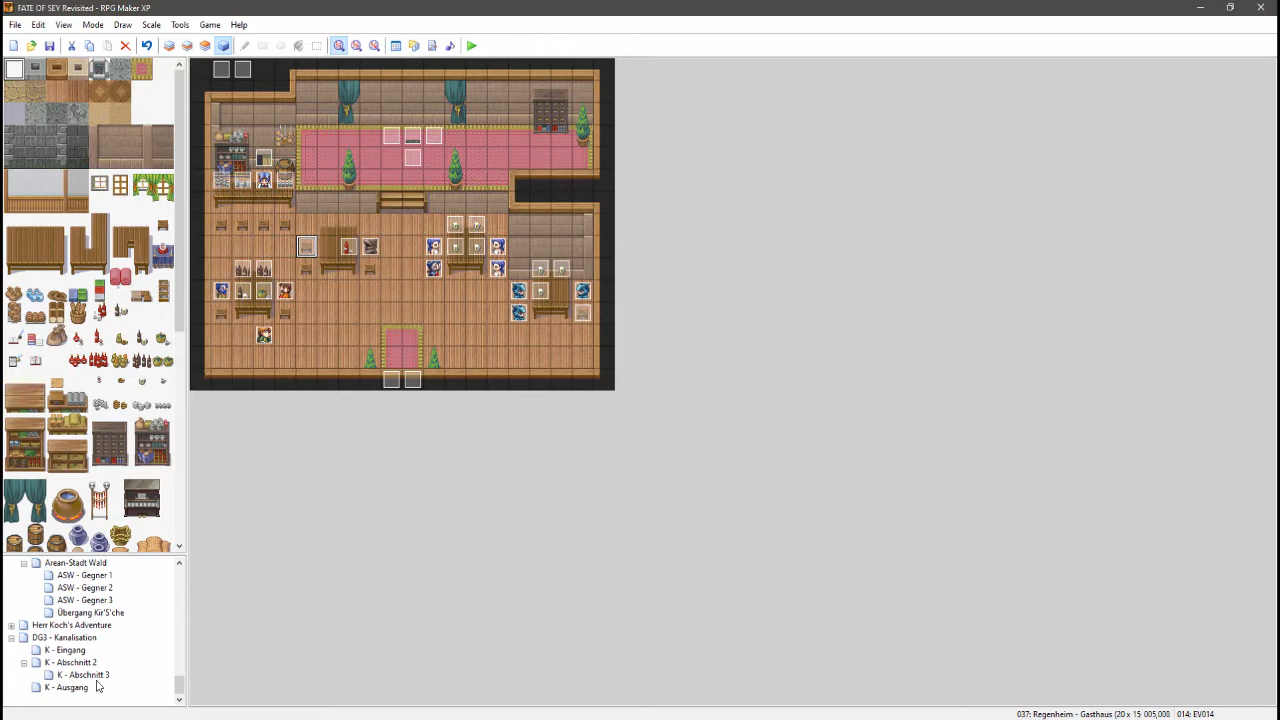 FATE OF SEY Revisited - RPG Maker XP
File Edit View Mode Draw Scale Tools Game Help
Arean-Stadt Wald
ASW - Gegner 1
ASW - Gegner 2
ASW - Gegner 3
Übergang Kir'S'che
Herr Koch's Adventure
DG3 - Kanalisation
K - Eingang
K - Abschnitt 2
K - Abschnitt 3
K - Ausgang
037: Regenheim - Gasthaus (20 x 15 005,008 014: EV014